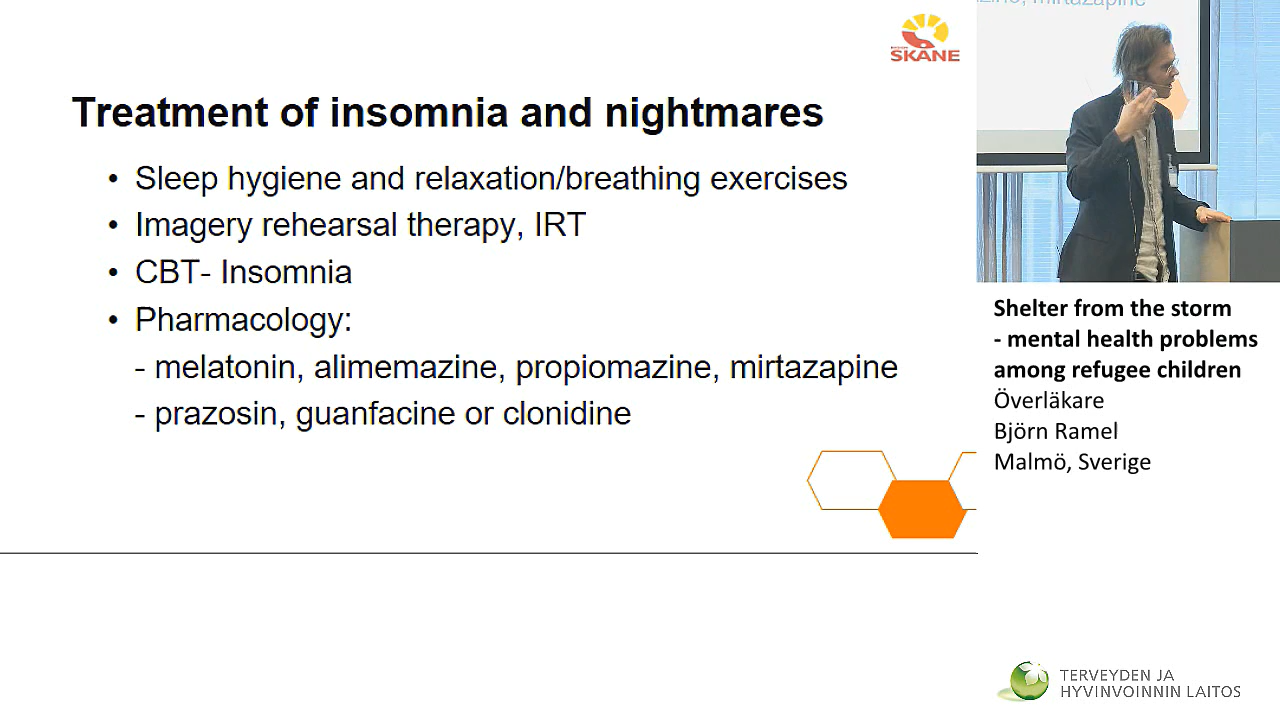 SKÅNE
Treatment of insomnia and nightmares
• Sleep hygiene and relaxation/breathing exercises
• Imagery rehearsal therapy, IRT
• CBT- Insomnia
• Pharmacology:
- melatonin, alimemazine, propiomazine, mirtazapine
- prazosin, guanfacine or clonidine
mirtazapine
Shelter from the storm
- mental health problems
among refugee children
Överläkare
Björn Ramel
Malmö, Sverige
TERVEYDEN JA
HYVINVOINNIN LAITOS